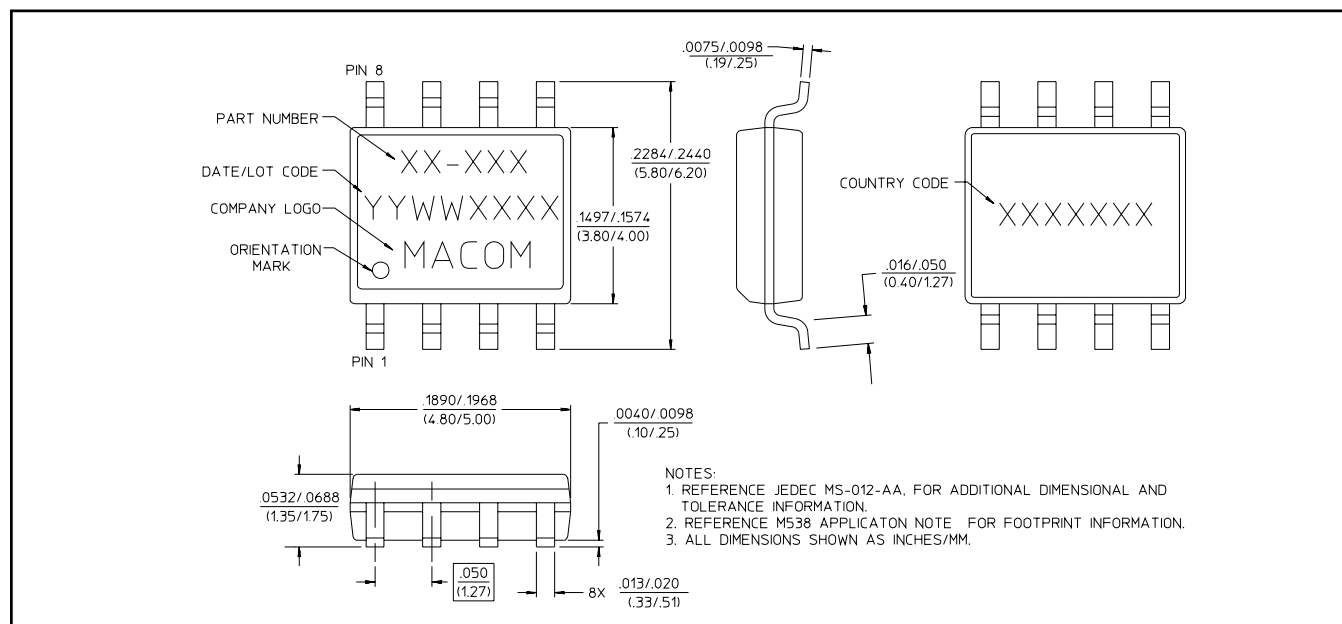 .0075/.0098
(.19/.25)
PIN 8
PART NUMBER
XX-XXX
DATE/LOT CODE
YYWWXXXX
COMPANY LOGO
MACOM
ORIENTATION
MARK
PIN 1
.2284/.2440
(5.80/6.20)
.1497/.1574
(3.80/4.00)
.016/.050
(0.40/1.27)
COUNTRY CODE
XXXXXXX
.1890/.1968
(4.80/5.00)
.0040/.0098
(.10/.25)
.0532/.0688
(1.35/1.75)
.050
(1.27)
8X .013/.020
(.33/.51)
NOTES:
1. REFERENCE JEDEC MS-012-AA, FOR ADDITIONAL DIMENSIONAL AND
TOLERANCE INFORMATION.
2. REFERENCE M538 APPLICATON NOTE FOR FOOTPRINT INFORMATION.
3. ALL DIMENSIONS SHOWN AS INCHES/MM.